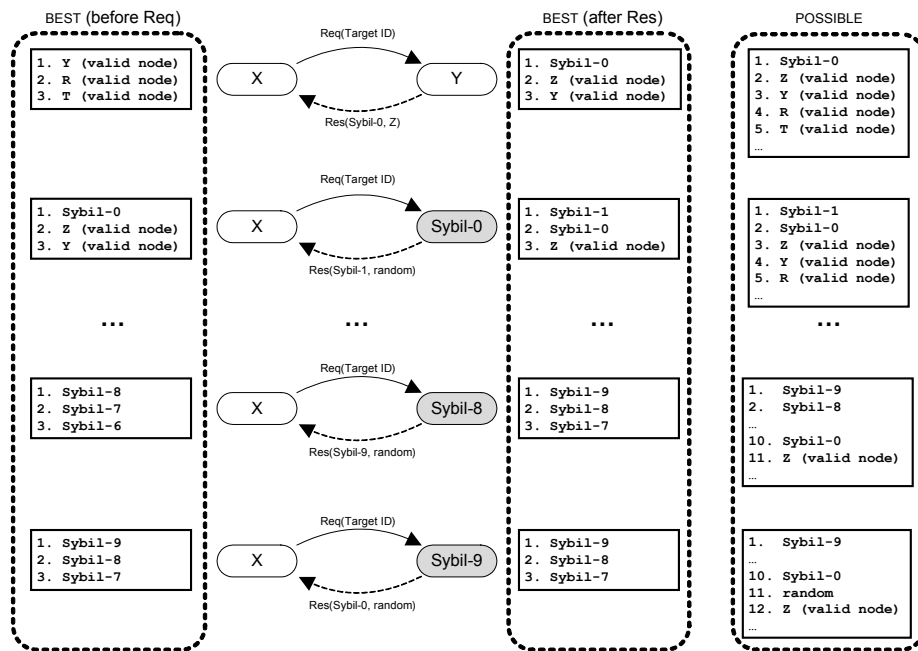 BEST (before Req)
BEST (after Res)
POSSIBLE
1. Y (valid node)
2. R (valid node)
3. T (valid node)
Req(Target ID)
X
Y
Res(Sybil-0, Z)
1. Sybil-0
2. Z (valid node)
3. Y (valid node)
1. Sybil-0
2. Z (valid node)
3. Y (valid node)
4. R (valid node)
5. T (valid node)
…
1. Sybil-0
2. Z (valid node)
3. Y (valid node)
Req(Target ID)
X
Sybil-0
Res(Sybil-1, random)
1. Sybil-1
2. Sybil-0
3. Z (valid node)
1. Sybil-1
2. Sybil-0
3. Z (valid node)
4. Y (valid node)
5. R (valid node)
…
...
...
...
...
1. Sybil-8
2. Sybil-7
3. Sybil-6
Req(Target ID)
X
Sybil-8
Res(Sybil-9, random)
1. Sybil-9
2. Sybil-8
3. Sybil-7
1. Sybil-9
2. Sybil-8
…
10. Sybil-0
11. Z (valid node)
…
1. Sybil-9
2. Sybil-8
3. Sybil-7
Req(Target ID)
X
Sybil-9
Res(Sybil-0, random)
1. Sybil-9
2. Sybil-8
3. Sybil-7
1. Sybil-9
…
10. Sybil-0
11. random
12. Z (valid node)
…